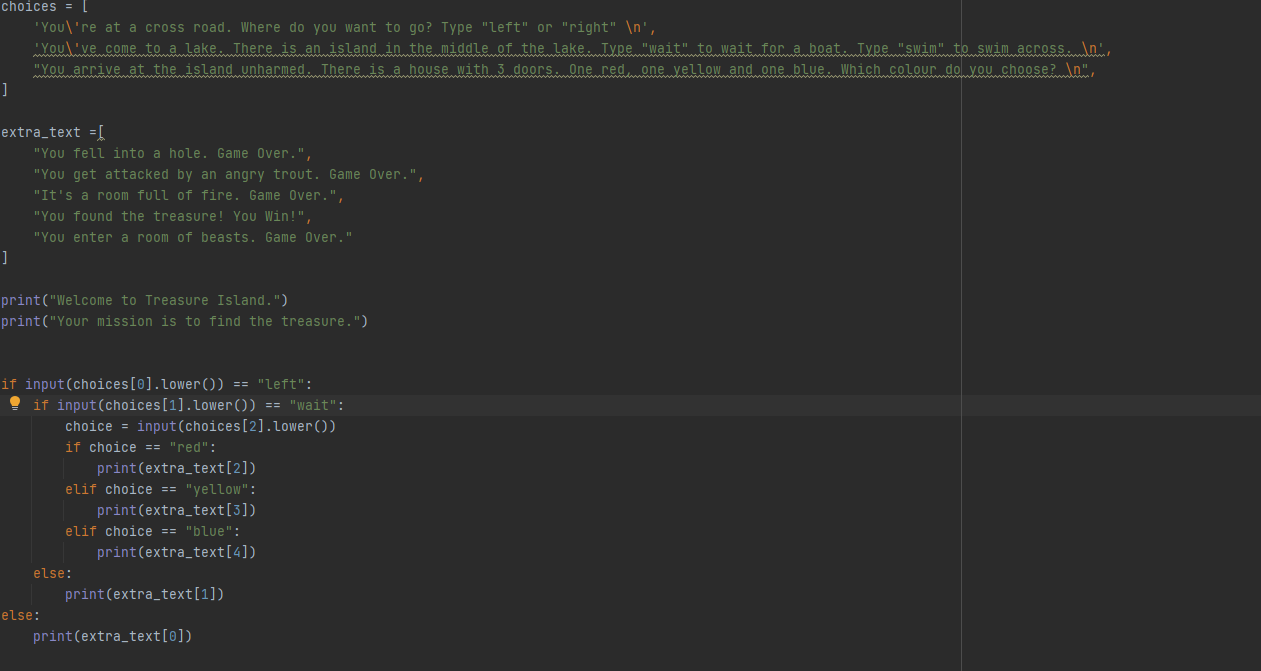 choices = [
    'You\'re at a cross road. Where do you want to go? Type "left" or "right" \n',
    'You\'ve come to a lake. There is an island in the middle of the lake. Type "wait" to wait for a boat. Type "swim" to swim across. \n',
    "You arrive at the island unharmed. There is a house with 3 doors. One red, one yellow and one blue. Which colour do you choose? \n",
]
extra_text =[
    "You fell into a hole. Game Over.",
    "You get attacked by an angry trout. Game Over.",
    "It's a room full of fire. Game Over.",
    "You found the treasure! You Win!",
    "You enter a room of beasts. Game Over."
]
print("Welcome to Treasure Island.")
print("Your mission is to find the treasure.")
if input(choices[0].lower()) == "left":
    if input(choices[1].lower()) == "wait":
        choice = input(choices[2].lower())
        if choice == "red":
            print(extra_text[2])
        elif choice == "yellow":
            print(extra_text[3])
        elif choice == "blue":
            print(extra_text[4])
    else:
        print(extra_text[1])
else:
    print(extra_text[0])